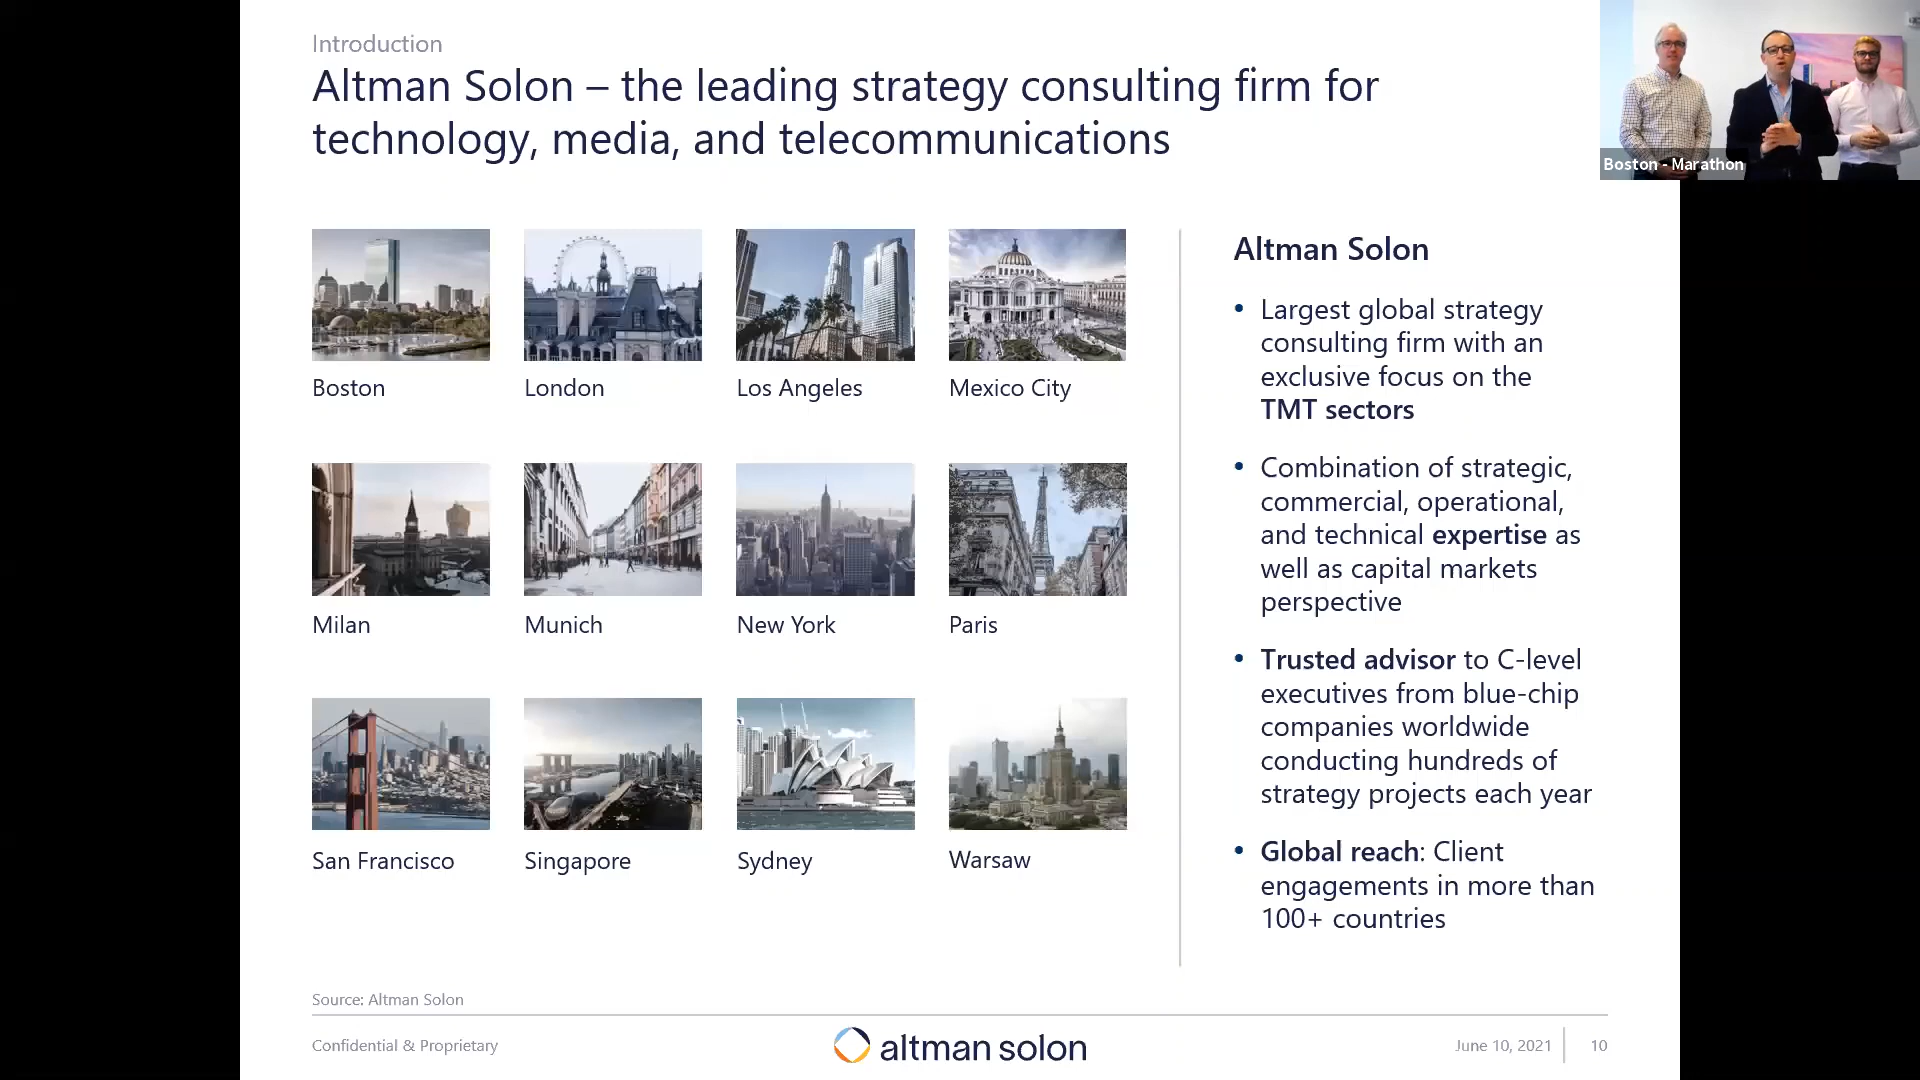 Introduction
Altman Solon – the leading strategy consulting firm for
technology, media, and telecommunications
Boston - Marathon
Boston
London
Los Angeles
Mexico City
Milan
Munich
New York
Paris
San Francisco
Singapore
Sydney
Warsaw
Altman Solon
• Largest global strategy
consulting firm with an
exclusive focus on the
TMT sectors
• Combination of strategic,
commercial, operational,
and technical expertise as
well as capital markets
perspective
• Trusted advisor to C-level
executives from blue-chip
companies worldwide
conducting hundreds of
strategy projects each year
• Global reach: Client
engagements in more than
100+ countries
Source: Altman Solon
Confidential & Proprietary
altman solon
June 10, 2021
10